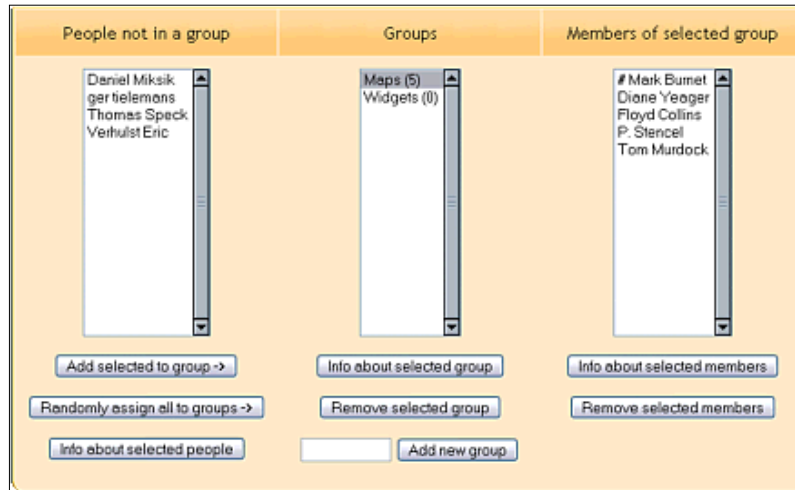 People not in a group
Groups
Members of selected group
Daniel Miksik
ger tielemans
Thomas Speck
Verhulst Eric
Maps (5)
Widgets (0)
# Mark Burnet
Diane Yeager
Floyd Collins
P. Stencel
Tom Murdock
Add selected to group ->
Info about selected group
Info about selected members
Randomly assign all to groups ->
Remove selected group
Remove selected members
Info about selected people
Add new group